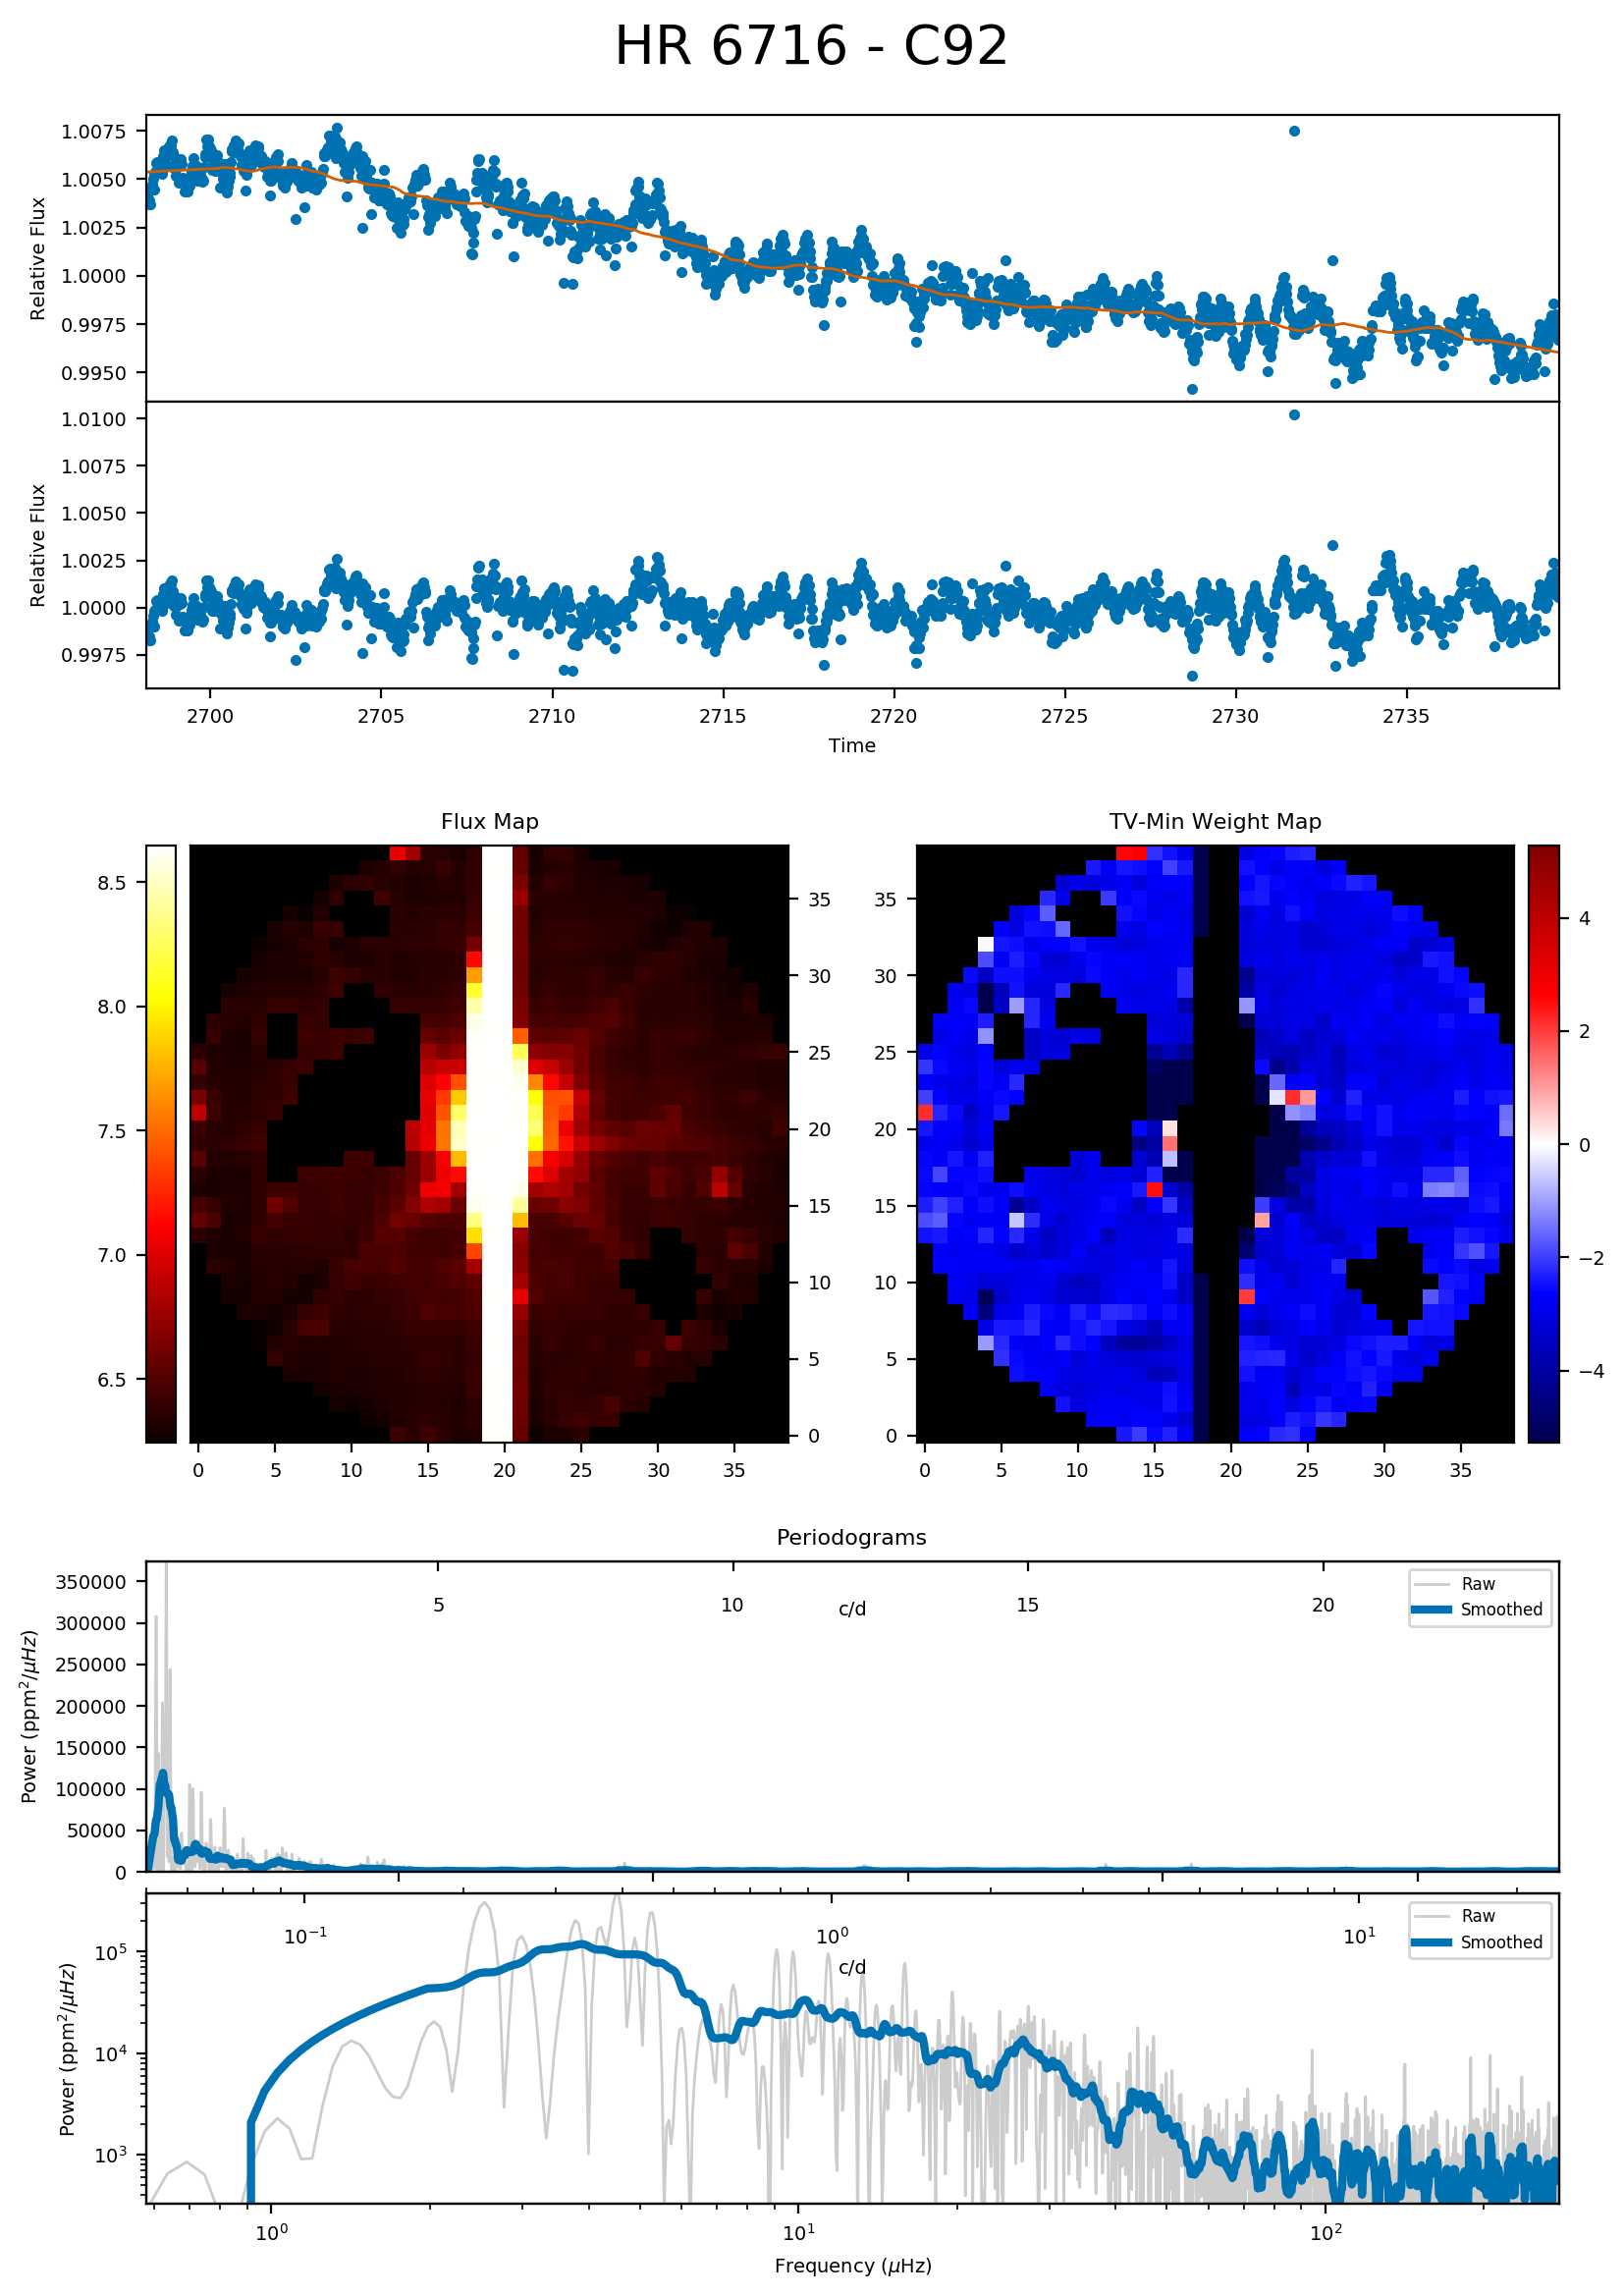 HR 6716 - C92
1.0075
1.0050
1.0025
1.0000
0.9975
0.9950
Relative Flux
1.0100
1.0075
1.0050
1.0025
1.0000
0.9975
Relative Flux
2700 2705 2710 2715 2720 2725 2730 2735
Time
Flux Map
8.5
8.0
7.5
7.0
6.5
35
30
25
20
15
10
5
0
0 5 10 15 20 25 30 35
TV-Min Weight Map
35
30
25
20
15
10
5
0
0 5 10 15 20 25 30 35
4
2
0
−2
−4
Periodograms
350000
300000
250000
200000
150000
100000
50000
0
Power (ppm²/μHz)
5 10 15 20
c/d
Raw
Smoothed
10⁵
10⁴
10³
Power (ppm²/μHz)
10⁻¹ 10⁰ 10¹
c/d
Raw
Smoothed
10⁰ 10¹ 10²
Frequency (μHz)